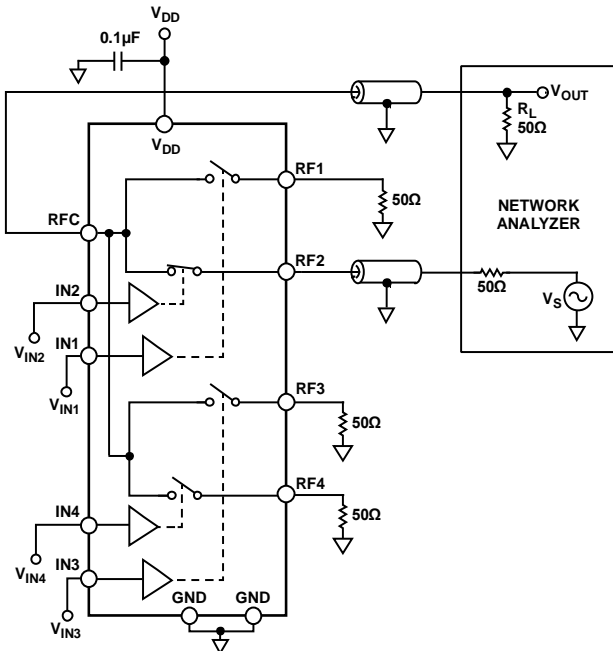 VDD
0.1µF
VOUT
RL
50Ω
VDD
RF1
50Ω
NETWORK
ANALYZER
RFC
RF2
50Ω
VS
IN2
VIN2
IN1
VIN1
RF3
50Ω
RF4
50Ω
IN4
VIN4
IN3
VIN3
GND
GND